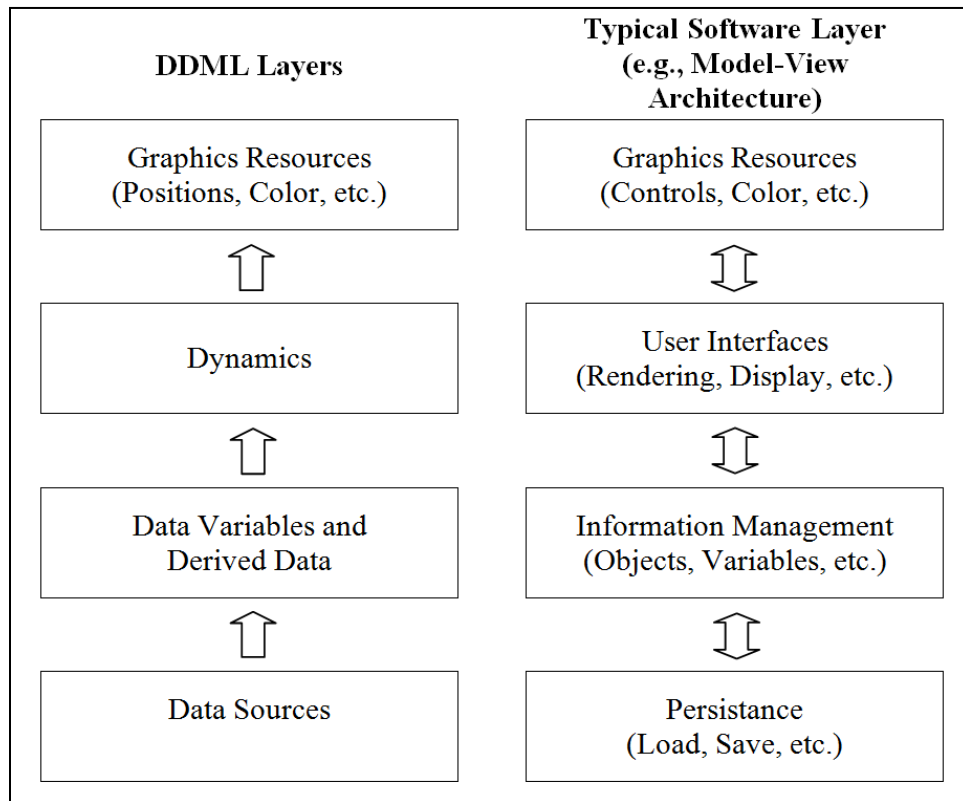 DDML Layers
Graphics Resources
(Positions, Color, etc.)
Dynamics
Data Variables and
Derived Data
Data Sources
Typical Software Layer
(e.g., Model-View
Architecture)
Graphics Resources
(Controls, Color, etc.)
User Interfaces
(Rendering, Display, etc.)
Information Management
(Objects, Variables, etc.)
Persistance
(Load, Save, etc.)